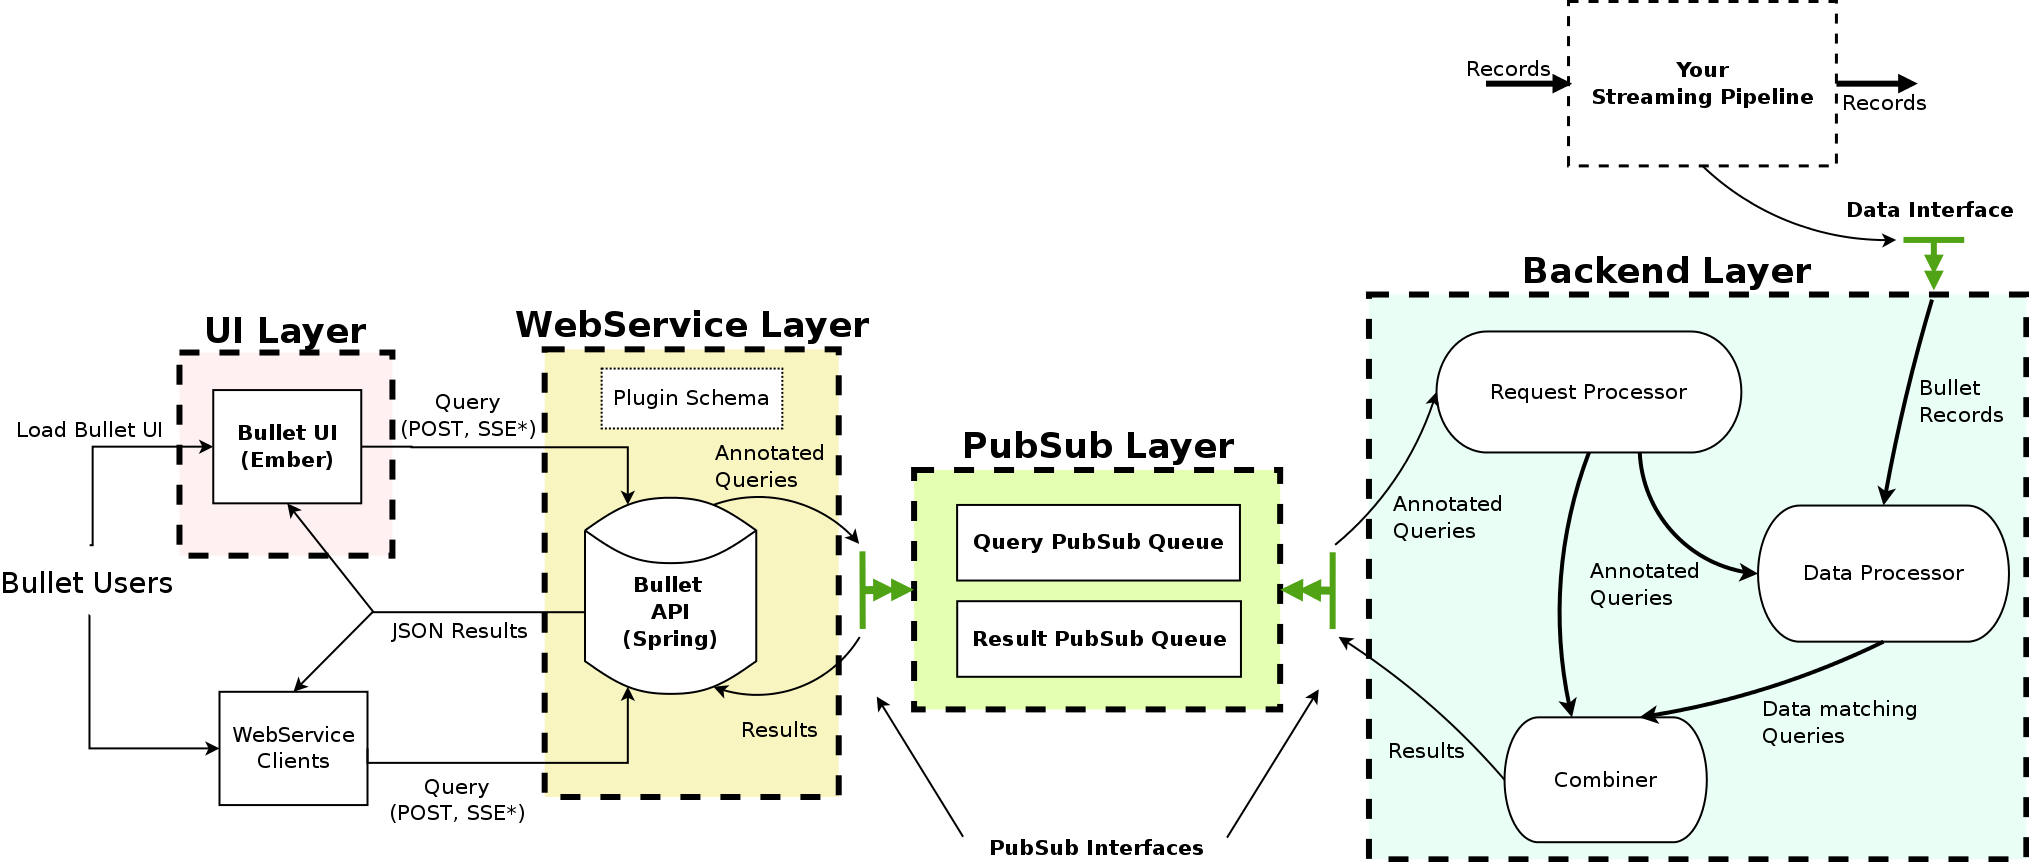 Records
Your
Streaming Pipeline
Records
Data Interface
Backend Layer
UI Layer
WebService Layer
PubSub Layer
Load Bullet UI
Bullet UI
(Ember)
Query
(POST, SSE*)
Plugin Schema
Annotated
Queries
Bullet Users
Bullet
API
(Spring)
JSON Results
WebService
Clients
Query
(POST, SSE*)
Results
Query PubSub Queue
Result PubSub Queue
PubSub Interfaces
Request Processor
Bullet
Records
Annotated
Queries
Annotated
Queries
Data Processor
Data matching
Queries
Results
Combiner